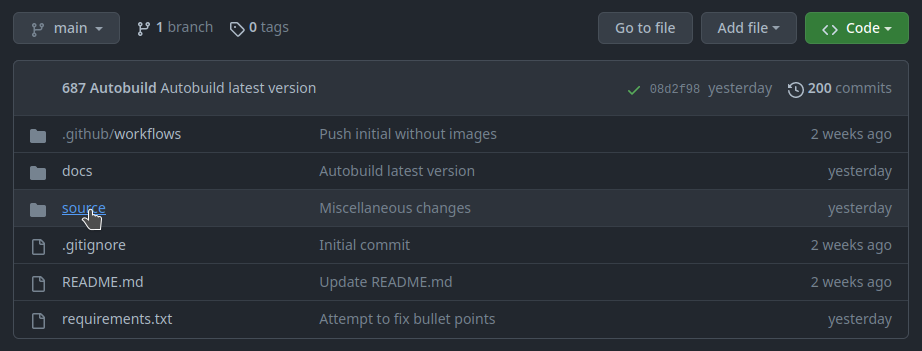 main 1 branch 0 tags Go to file Add file Code
687 Autobuild Autobuild latest version 08d2f98 yesterday 200 commits
.github/workflows Push initial without images 2 weeks ago
docs Autobuild latest version yesterday
source Miscellaneous changes yesterday
.gitignore Initial commit 2 weeks ago
README.md Update README.md 2 weeks ago
requirements.txt Attempt to fix bullet points yesterday